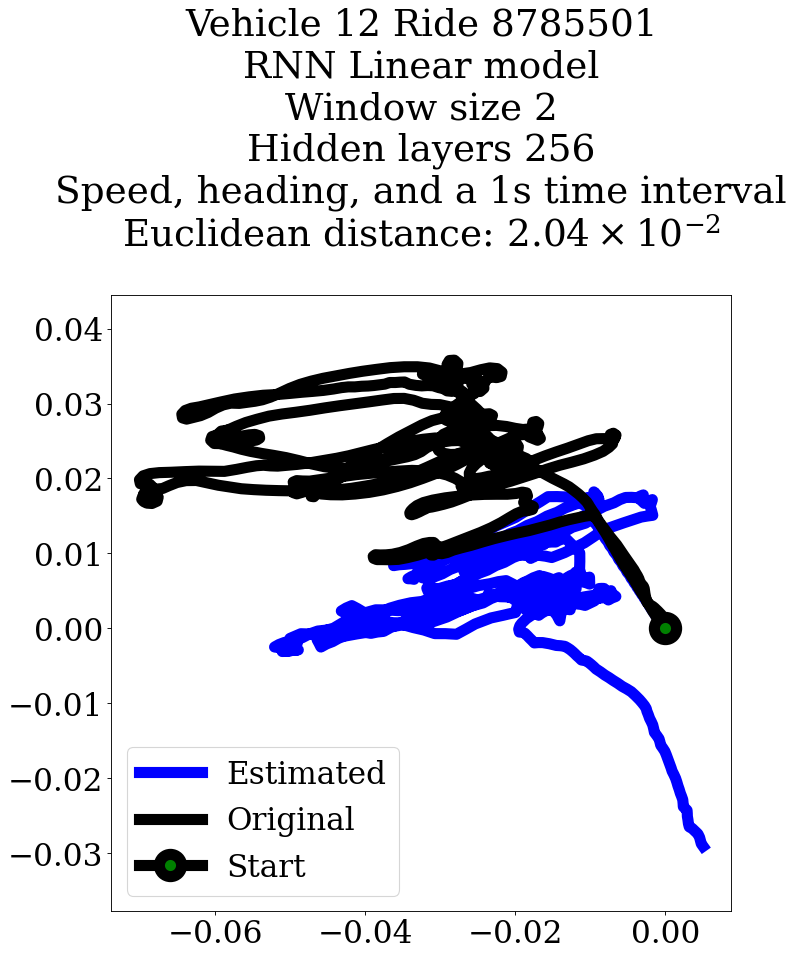 Vehicle 12 Ride 8785501
RNN Linear model
Window size 2
Hidden layers 256
Speed, heading, and a 1s time interval
Euclidean distance: 2.04 × 10⁻²
0.04
0.03
0.02
0.01
0.00
−0.01
−0.02
−0.03
Estimated
Original
Start
−0.06 −0.04 −0.02 0.00